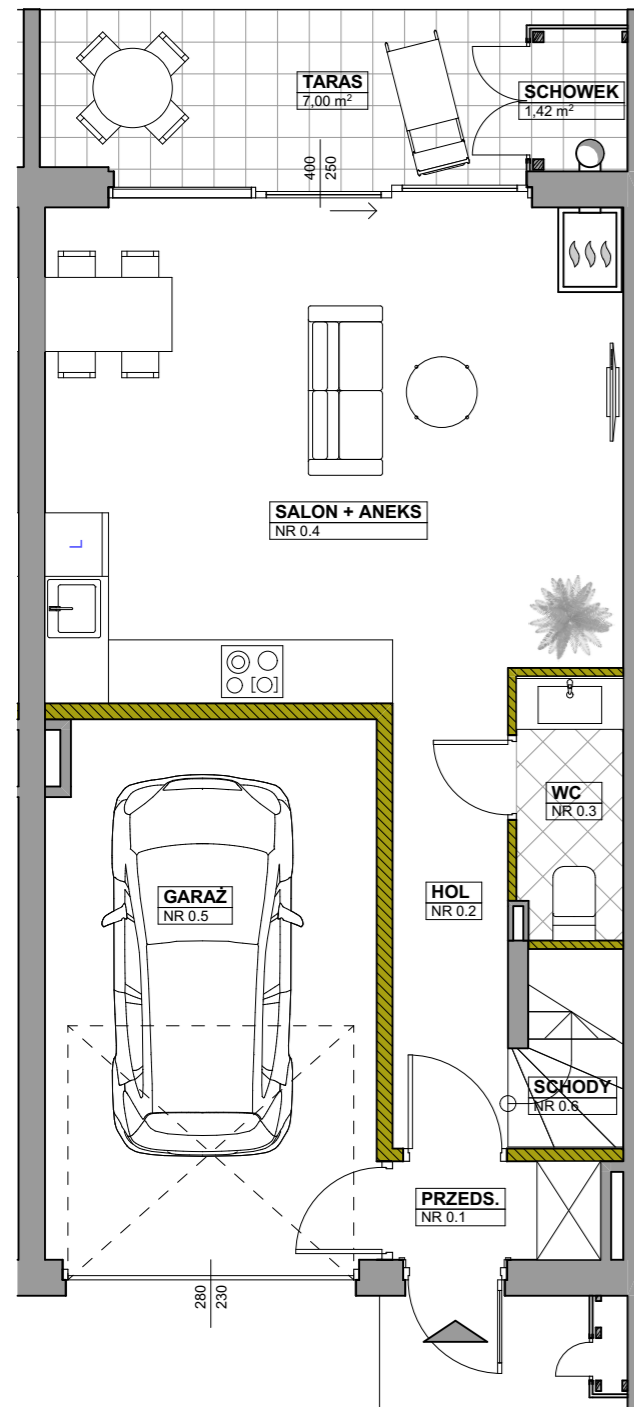 TARAS
7,00 m²
SCHOWEK
1,42 m²
400
250
SALON + ANEKS
NR 0.4
L
WC
NR 0.3
GARAŻ
NR 0.5
HOL
NR 0.2
SCHODY
NR 0.6
PRZEDS.
NR 0.1
280
230